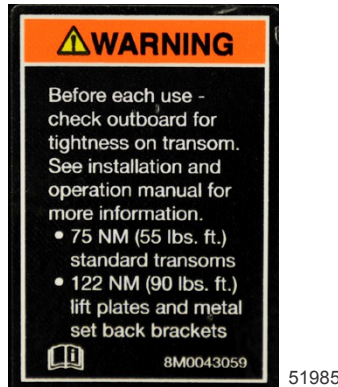 WARNING
Before each use -
check outboard for
tightness on transom.
See installation and
operation manual for
more information.
• 75 NM (55 lbs. ft.)
standard transoms
• 122 NM (90 lbs. ft.)
lift plates and metal
set back brackets
8M0043059
51985